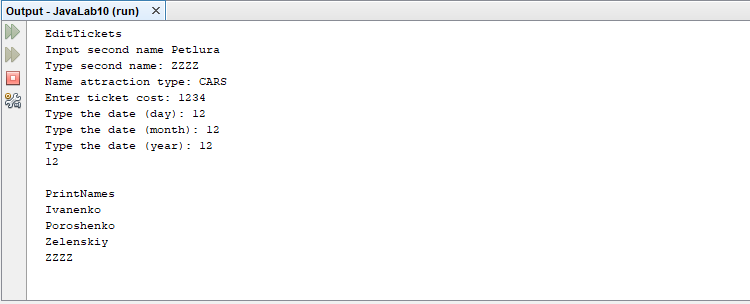 Output - JavaLab10 (run) ×
EditTickets
Input second name Petlura
Type second name: ZZZZ
Name attraction type: CARS
Enter ticket cost: 1234
Type the date (day): 12
Type the date (month): 12
Type the date (year): 12
12
PrintNames
Ivanenko
Poroshenko
Zelenskiy
ZZZZ